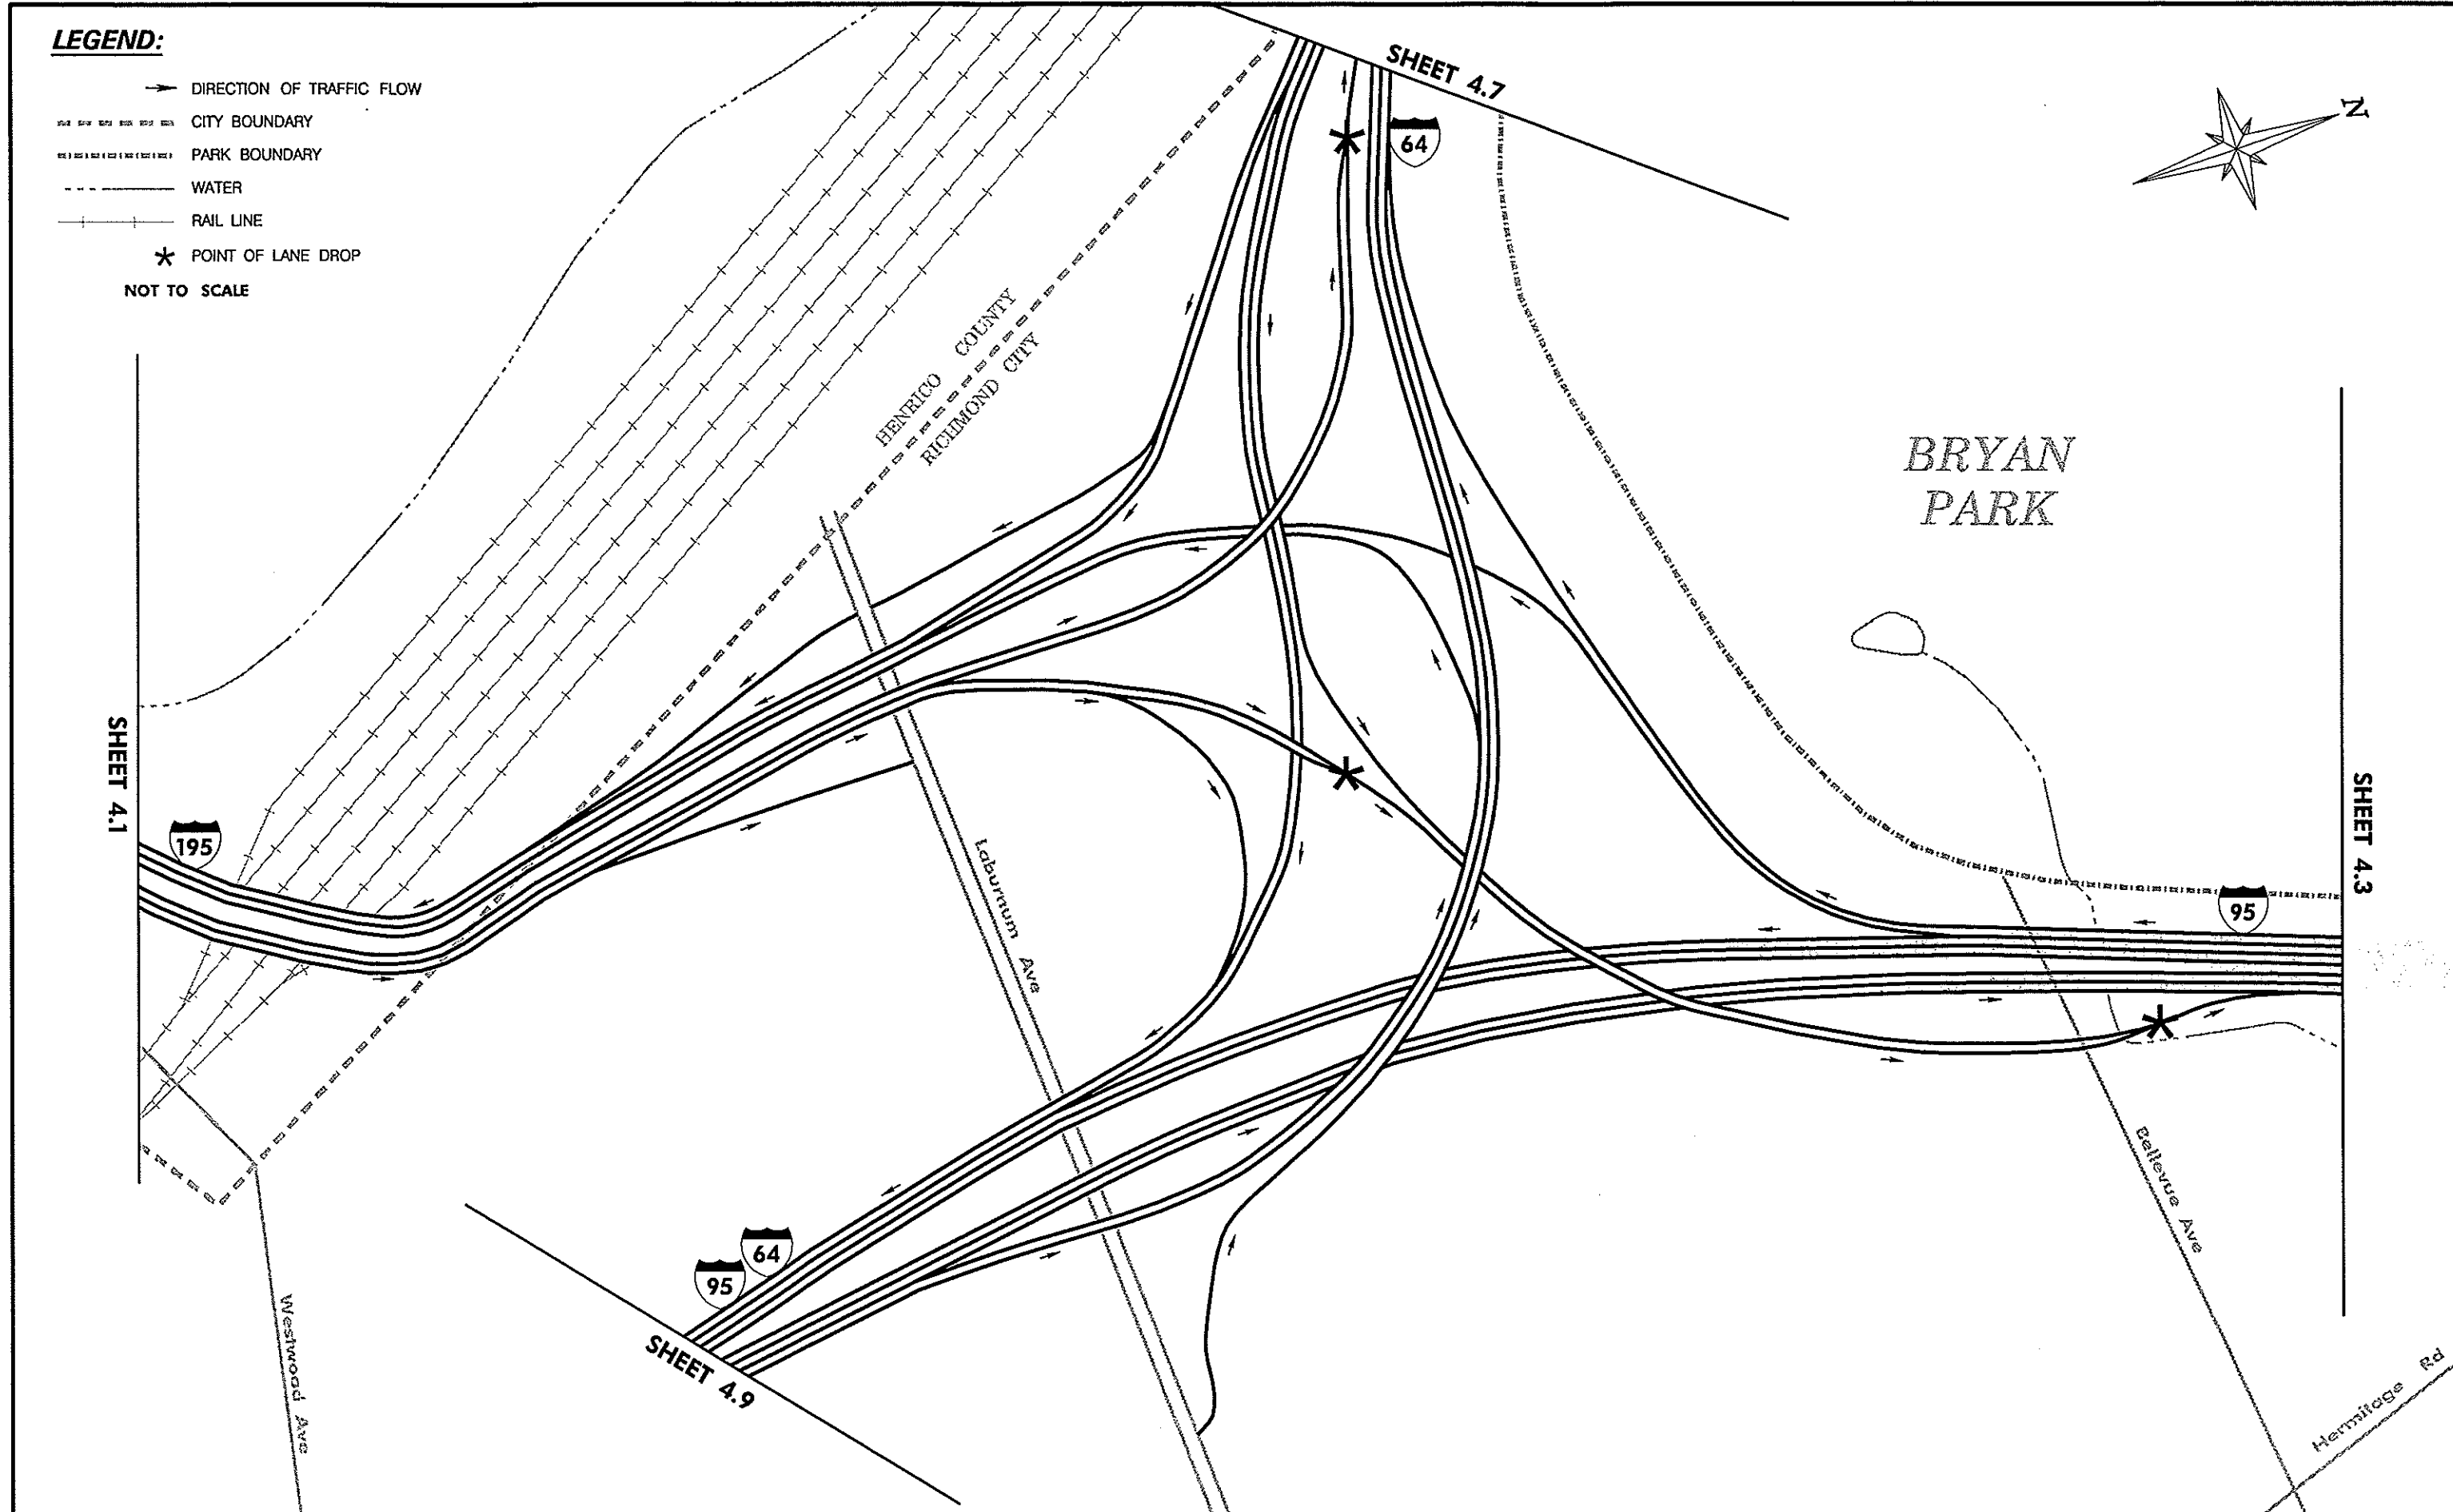 LEGEND:
DIRECTION OF TRAFFIC FLOW
CITY BOUNDARY
PARK BOUNDARY
WATER
RAIL LINE
POINT OF LANE DROP
NOT TO SCALE
SHEET 4.7
N
64
HENRICO COUNTY
RICHMOND CITY
BRYAN
PARK
SHEET 4.1
195
SHEET 4.3
95
Laburnum Ave
Bellevue Ave
64
95
SHEET 4.9
Westwood Ave
Hermitage Rd